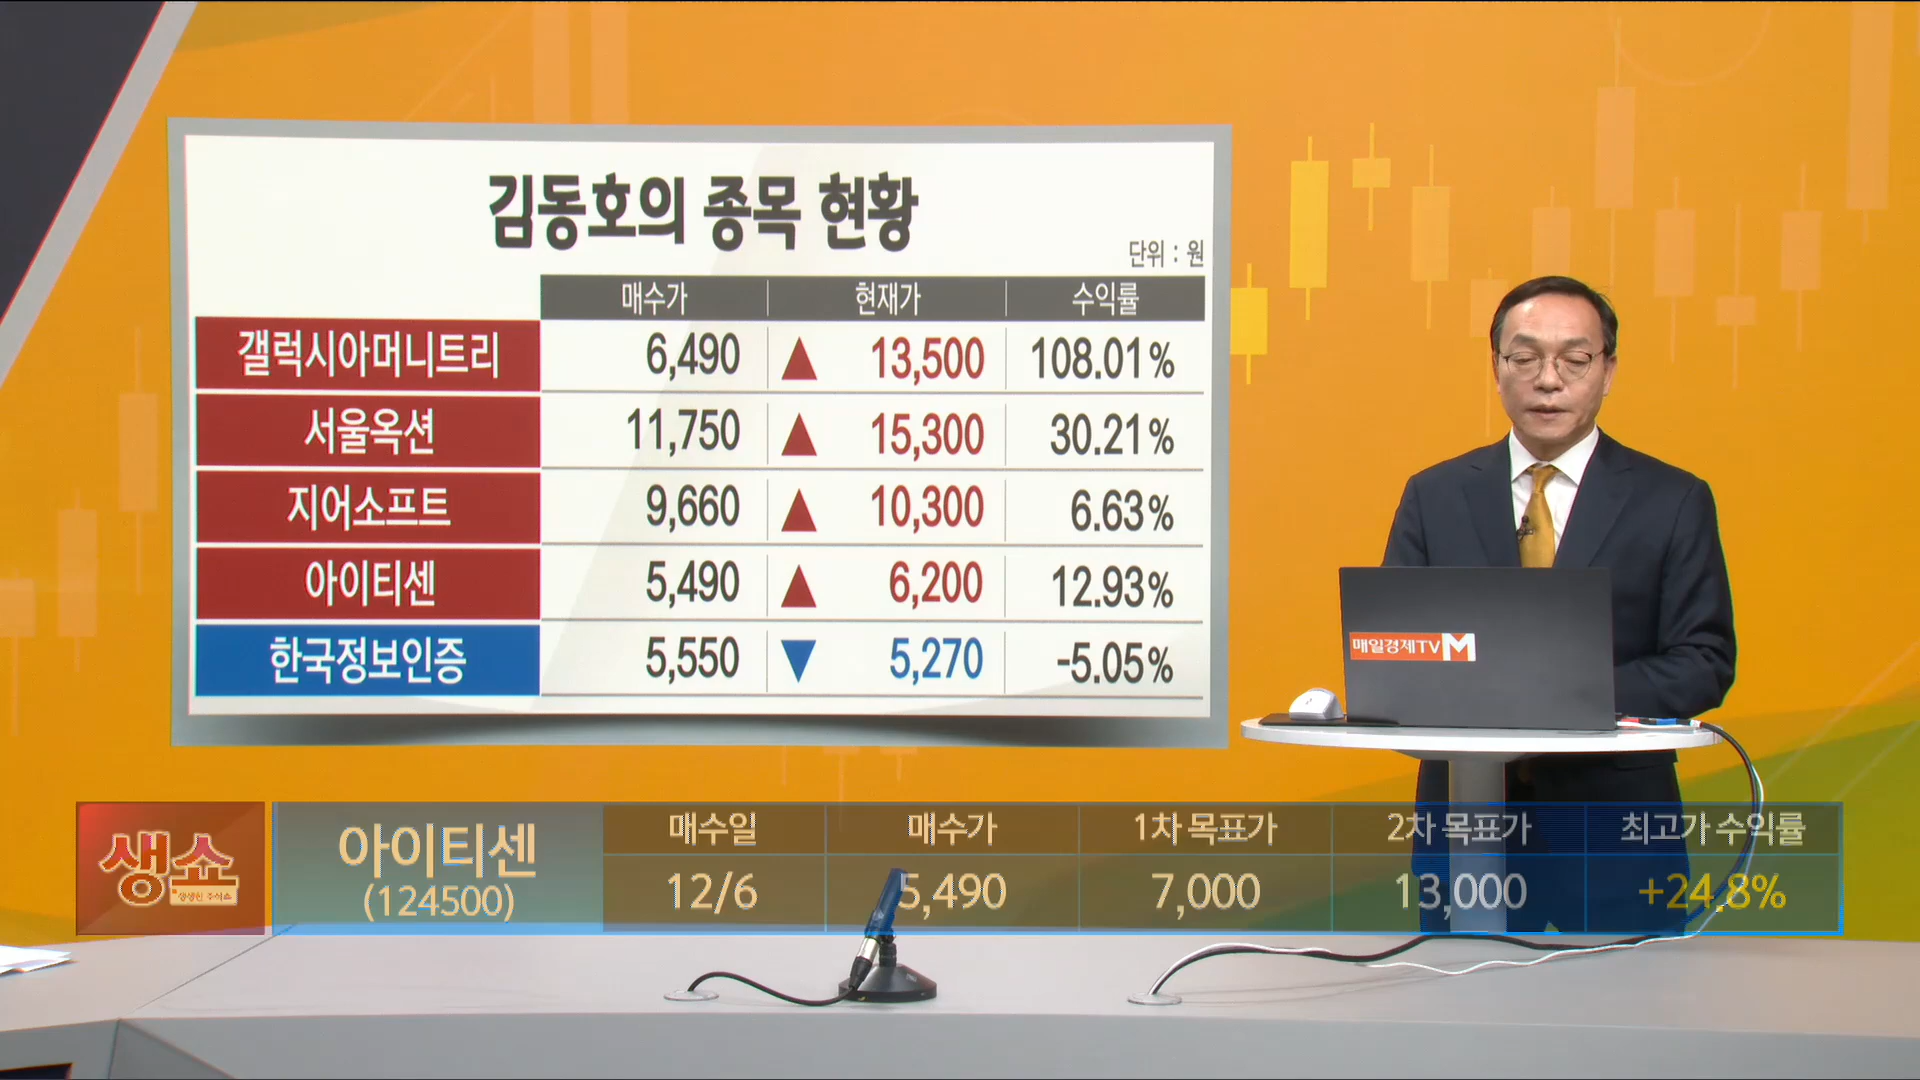 김동호의 종목 현황
단위 : 원
매수가 현재가 수익률
갤럭시아머니트리 6,490 ▲ 13,500 108.01%
서울옥션 11,750 ▲ 15,300 30.21%
지어소프트 9,660 ▲ 10,300 6.63%
아이티센 5,490 ▲ 6,200 12.93%
한국정보인증 5,550 ▼ 5,270 -5.05%
매일경제TV M
생쇼
생생한 주식쇼
아이티센
(124500)
매수일 매수가 1차 목표가 2차 목표가 최고가 수익률
12/6 5,490 7,000 13,000 +24.8%